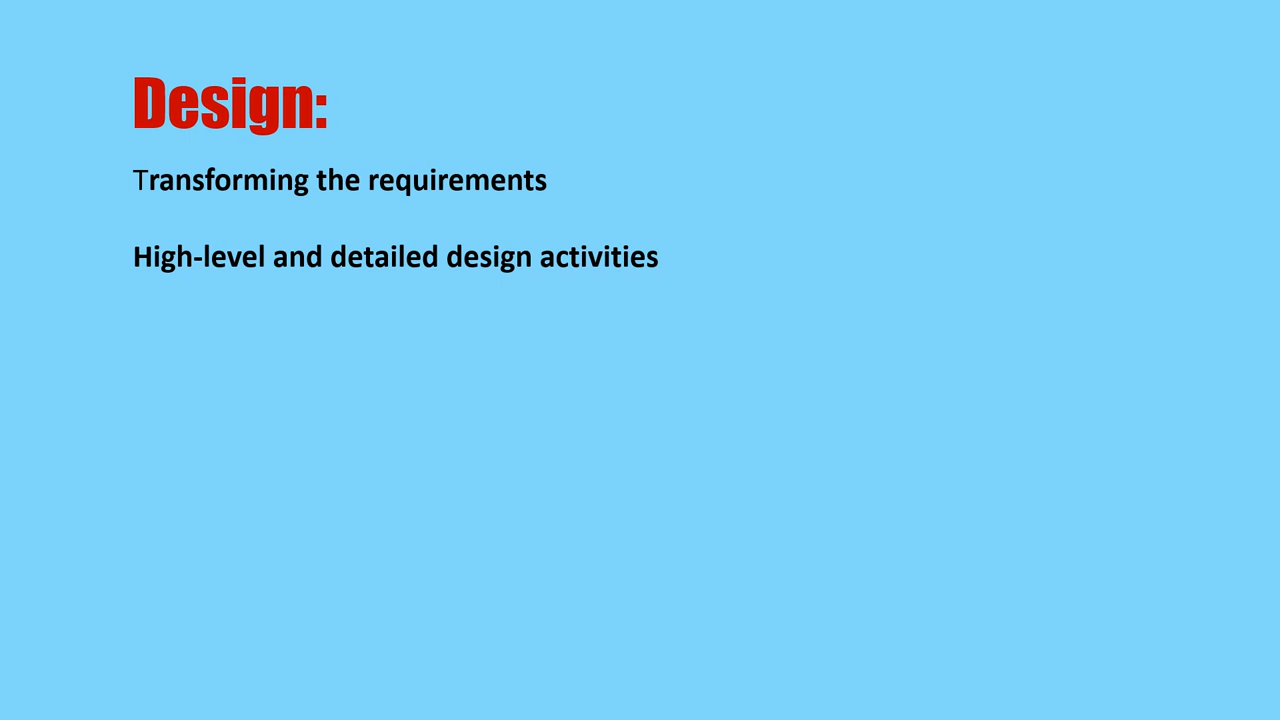 Design:
Transforming the requirements
High-level and detailed design activities